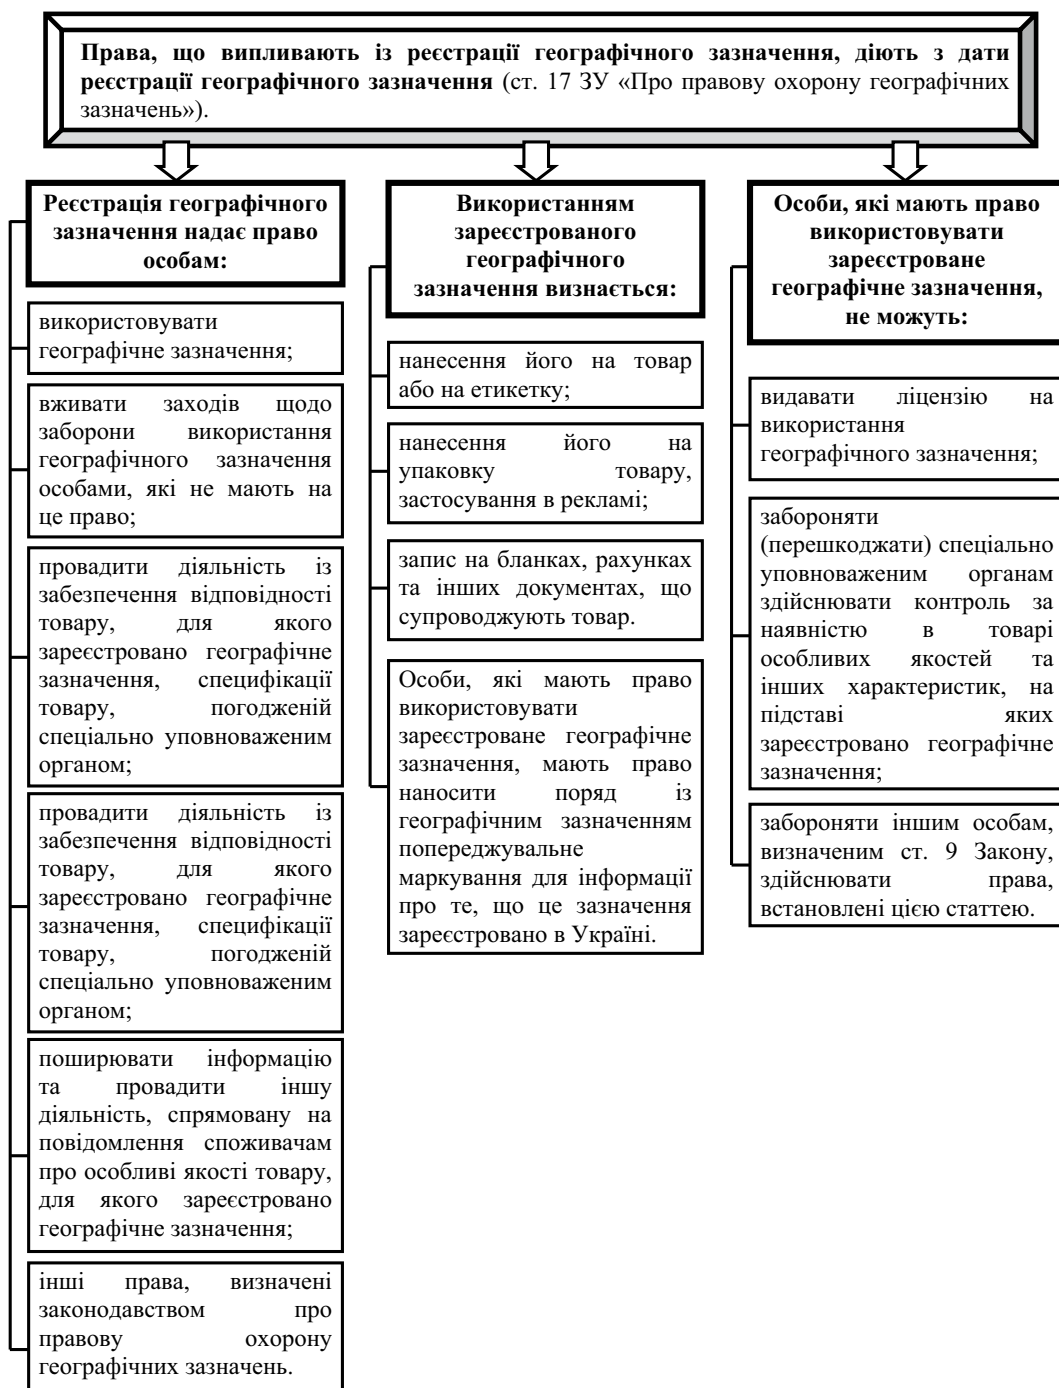 Права, що випливають із реєстрації географічного зазначення, діють з дати
реєстрації географічного зазначення (ст. 17 ЗУ «Про правову охорону географічних
зазначень»).
Реєстрація географічного
зазначення надає право
особам:
використовувати
географічне зазначення;
вживати заходів щодо
заборони використання
географічного зазначення
особами, які не мають на
це право;
провадити діяльність із
забезпечення відповідності
товару, для якого
зареєстровано географічне
зазначення, специфікації
товару, погодженій
спеціально уповноваженим
органом;
провадити діяльність із
забезпечення відповідності
товару, для якого
зареєстровано географічне
зазначення, специфікації
товару, погодженій
спеціально уповноваженим
органом;
поширювати інформацію
та провадити іншу
діяльність, спрямовану на
повідомлення споживачам
про особливі якості товару,
для якого зареєстровано
географічне зазначення;
інші права, визначені
законодавством про
правову охорону
географічних зазначень.
Використанням
зареєстрованого
географічного
зазначення визнається:
нанесення його на товар
або на етикетку;
нанесення його на
упаковку товару,
застосування в рекламі;
запис на бланках, рахунках
та інших документах, що
супроводжують товар.
Особи, які мають право
використовувати
зареєстроване географічне
зазначення, мають право
наносити поряд із
географічним зазначенням
попереджувальне
маркування для інформації
про те, що це зазначення
зареєстровано в Україні.
Особи, які мають право
використовувати
зареєстроване
географічне зазначення,
не можуть:
видавати ліцензію на
використання
географічного зазначення;
забороняти
(перешкоджати) спеціально
уповноваженим органам
здійснювати контроль за
наявністю в товарі
особливих якостей та
інших характеристик, на
підставі яких
зареєстровано географічне
зазначення;
забороняти іншим особам,
визначеним ст. 9 Закону,
здійснювати права,
встановлені цією статтею.